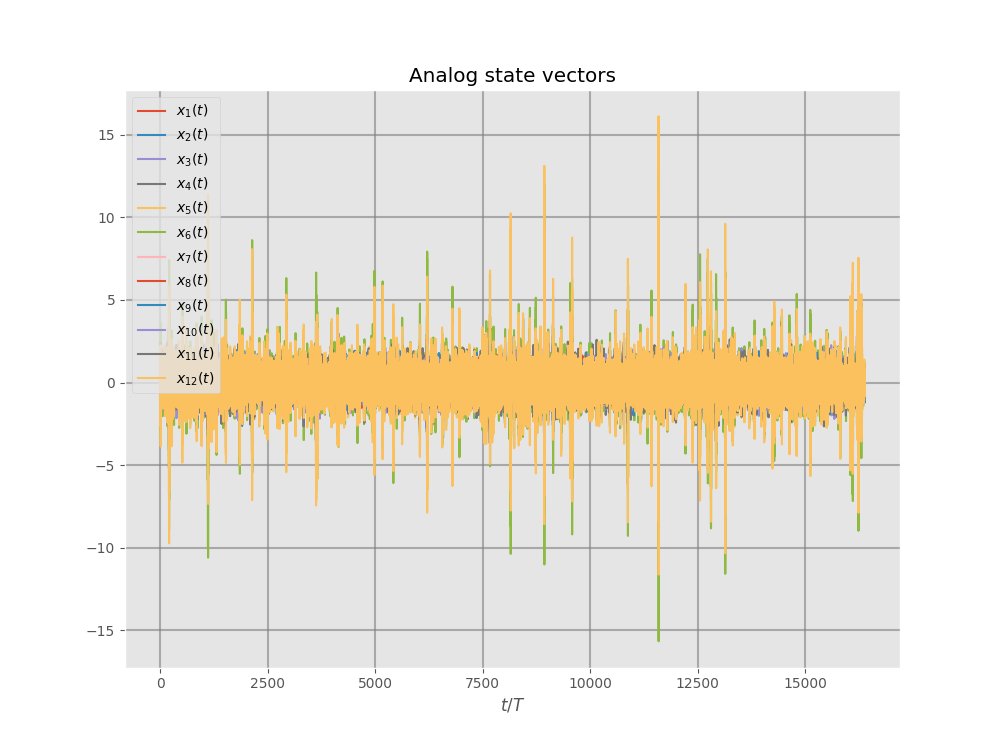 Analog state vectors
x_1(t)
x_2(t)
x_3(t)
x_4(t)
x_5(t)
x_6(t)
x_7(t)
x_8(t)
x_9(t)
x_10(t)
x_11(t)
x_12(t)
15
10
5
0
−5
−10
−15
0 2500 5000 7500 10000 12500 15000
t/T